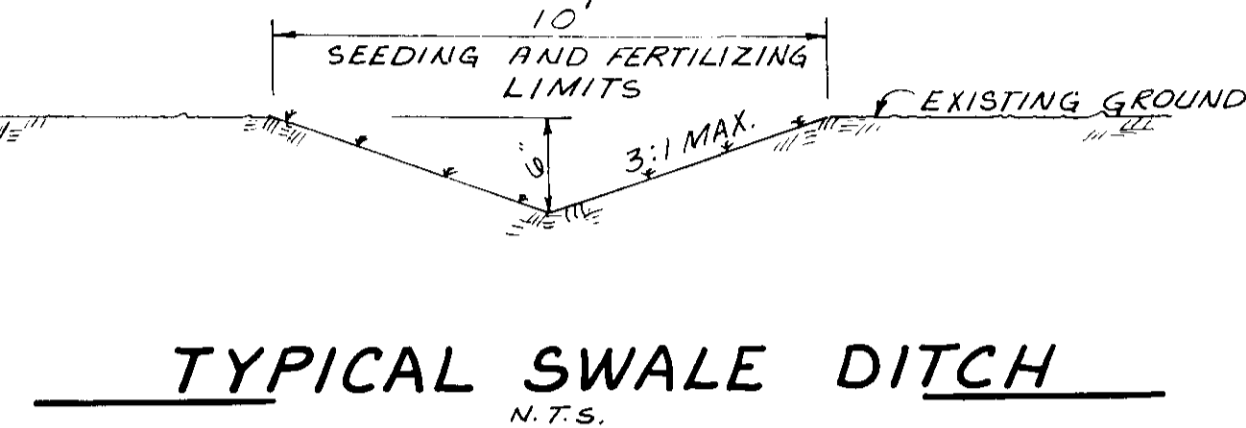 10'
SEEDING AND FERTILIZING
LIMITS
EXISTING GROUND
6"
3:1 MAX.
TYPICAL SWALE DITCH
N.T.S.